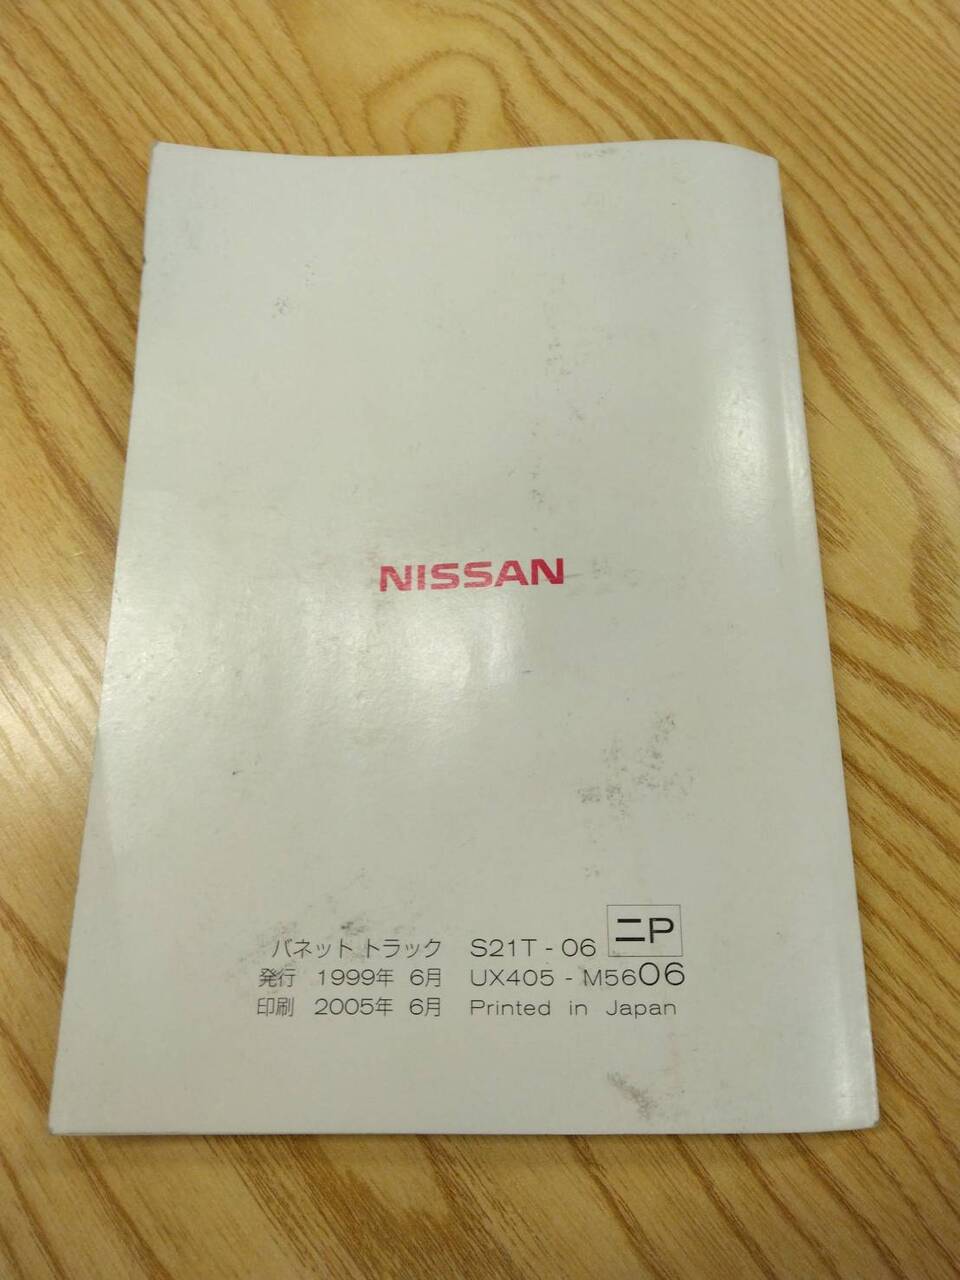 NISSAN
バネット トラック S21T - 06 ニP
発行 1999年 6月 UX405 - M5606
印刷 2005年 6月 Printed in Japan